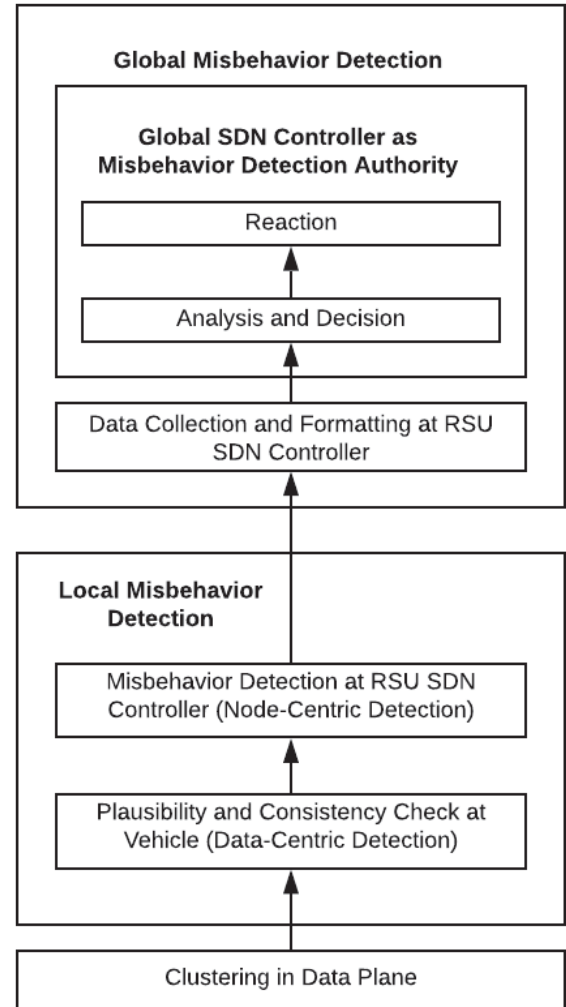 Global Misbehavior Detection
Global SDN Controller as
Misbehavior Detection Authority
Reaction
Analysis and Decision
Data Collection and Formatting at RSU
SDN Controller
Local Misbehavior
Detection
Misbehavior Detection at RSU SDN
Controller (Node-Centric Detection)
Plausibility and Consistency Check at
Vehicle (Data-Centric Detection)
Clustering in Data Plane